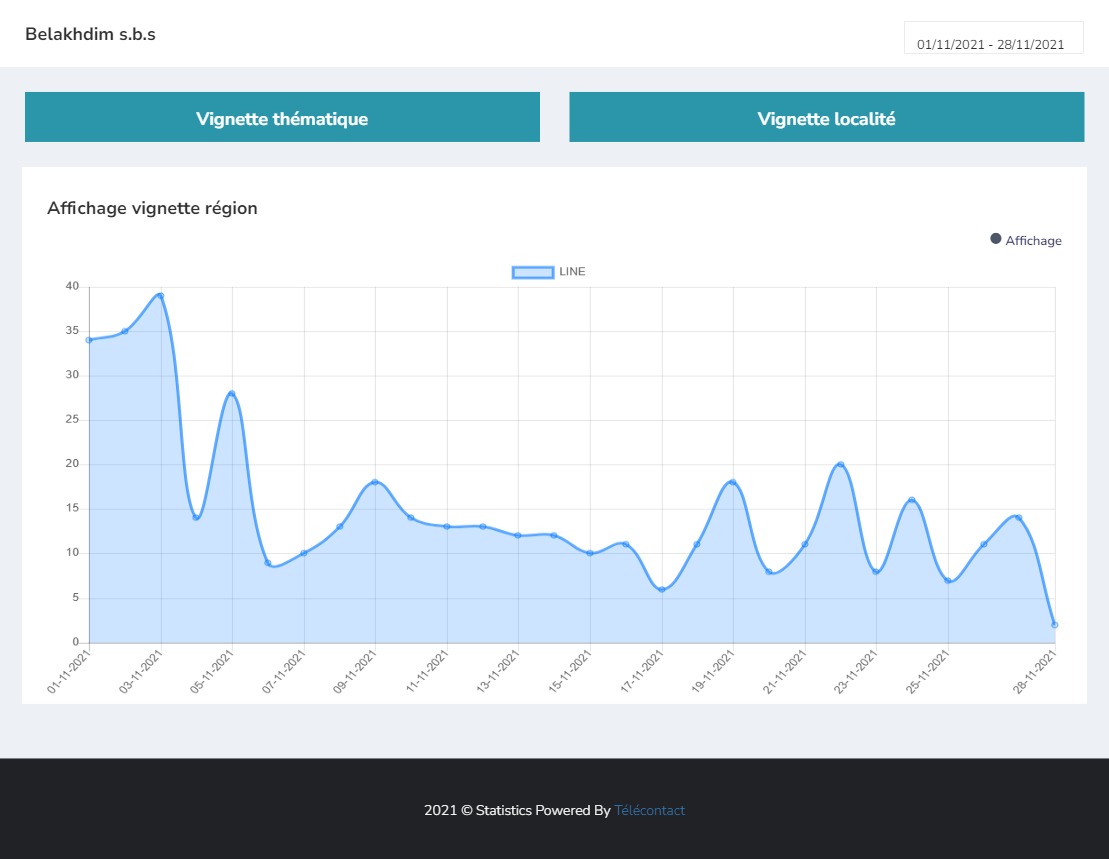 Belakhdim s.b.s
01/11/2021 - 28/11/2021
Vignette thématique
Vignette localité
Affichage vignette région
Affichage
LINE
40
35
30
25
20
15
10
5
0
01-11-2021
03-11-2021
05-11-2021
07-11-2021
09-11-2021
11-11-2021
13-11-2021
15-11-2021
17-11-2021
19-11-2021
21-11-2021
23-11-2021
25-11-2021
28-11-2021
2021 © Statistics Powered By Télécontact